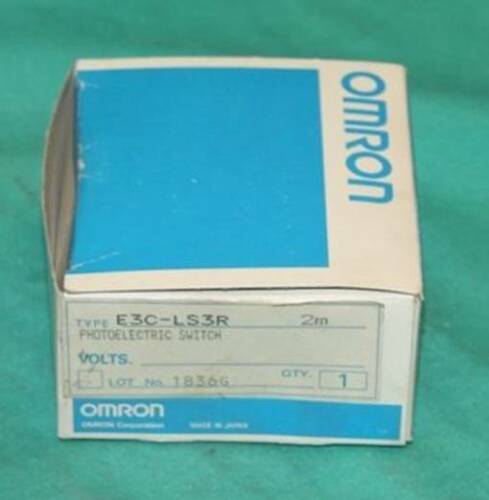 OMRON
TYPE E3C-LS3R 2m
PHOTOELECTRIC SWITCH
VOLTS.
LOT No. 1836G QTY. 1
OMRON
OMRON Corporation MADE IN JAPAN